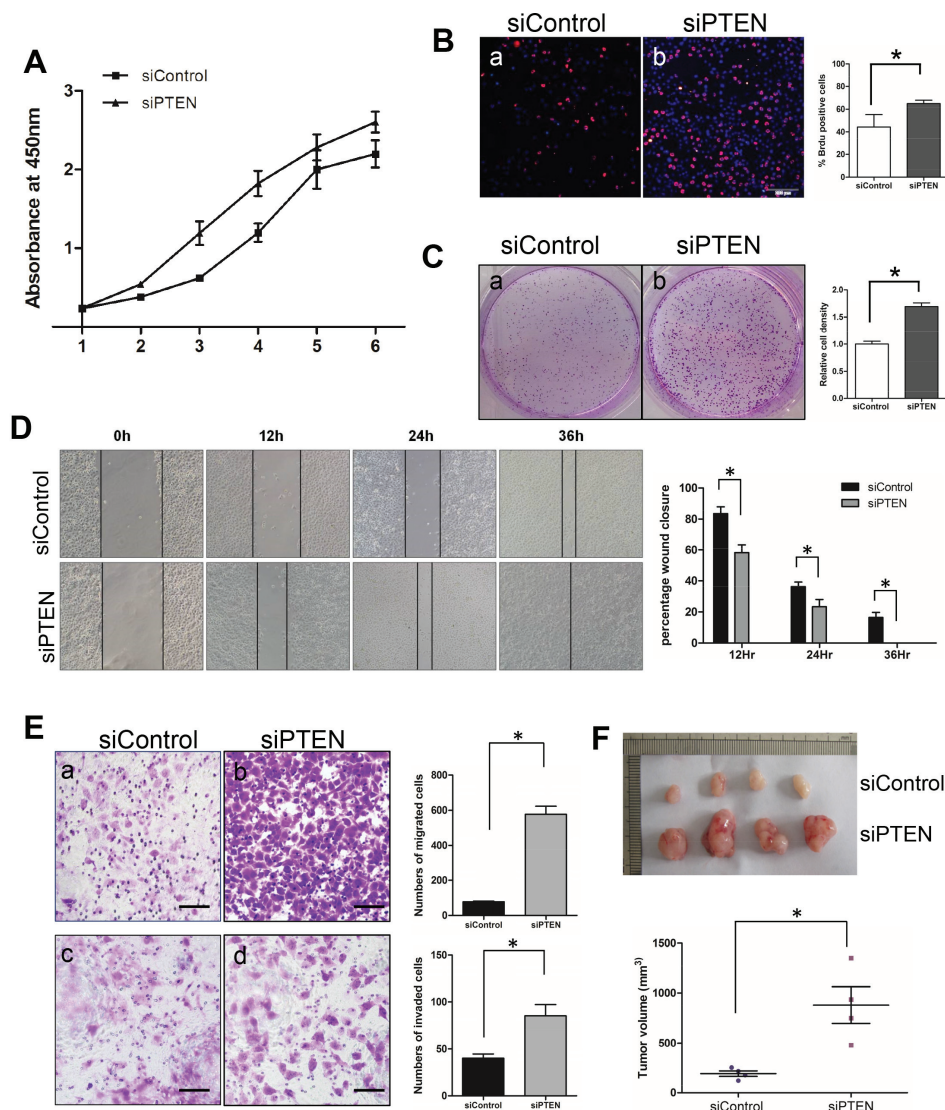 A
siControl
siPTEN
Absorbance at 450nm
3
2
1
1 2 3 4 5 6
B
siControl siPTEN
a b
% Brdu positive cells
100
80
60
40
20
0
*
siControl siPTEN
C
siControl siPTEN
a b
Relative cell density
2.0
1.5
1.0
0.5
0.0
*
siControl siPTEN
D
0h 12h 24h 36h
siControl
siPTEN
percentage wound closure
100
80
60
40
20
0
* * *
siControl
siPTEN
12Hr 24Hr 36Hr
E
siControl siPTEN
a b
c d
Numbers of migrated cells
800
600
400
200
0
*
siControl siPTEN
Numbers of invaded cells
150
100
50
0
*
siControl siPTEN
F
siControl
siPTEN
Tumor volume (mm³)
1500
1000
500
0
*
siControl siPTEN